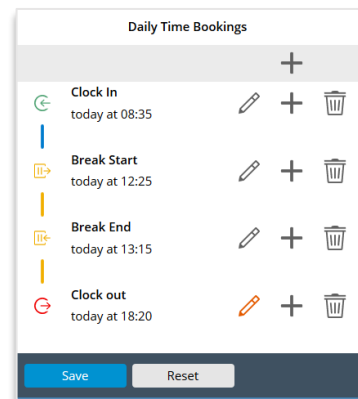 Daily Time Bookings
Clock In
today at 08:35
Break Start
today at 12:25
Break End
today at 13:15
Clock out
today at 18:20
Save Reset